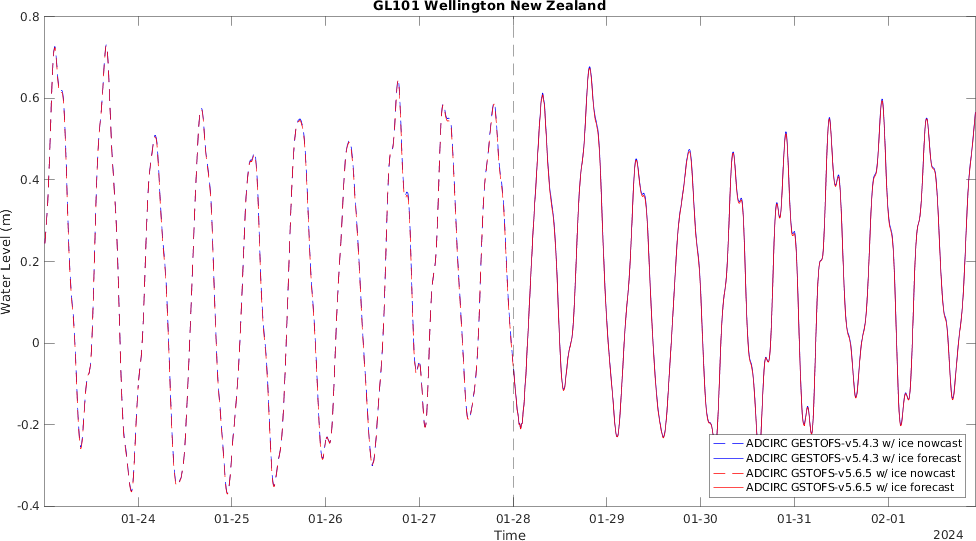 GL101 Wellington New Zealand
Water Level (m)
0.8
0.6
0.4
0.2
0
-0.2
-0.4
01-24
01-25
01-26
01-27
01-28
01-29
01-30
01-31
02-01
Time
2024
ADCIRC GESTOFS-v5.4.3 w/ ice nowcast
ADCIRC GESTOFS-v5.4.3 w/ ice forecast
ADCIRC GSTOFS-v5.6.5 w/ ice nowcast
ADCIRC GSTOFS-v5.6.5 w/ ice forecast